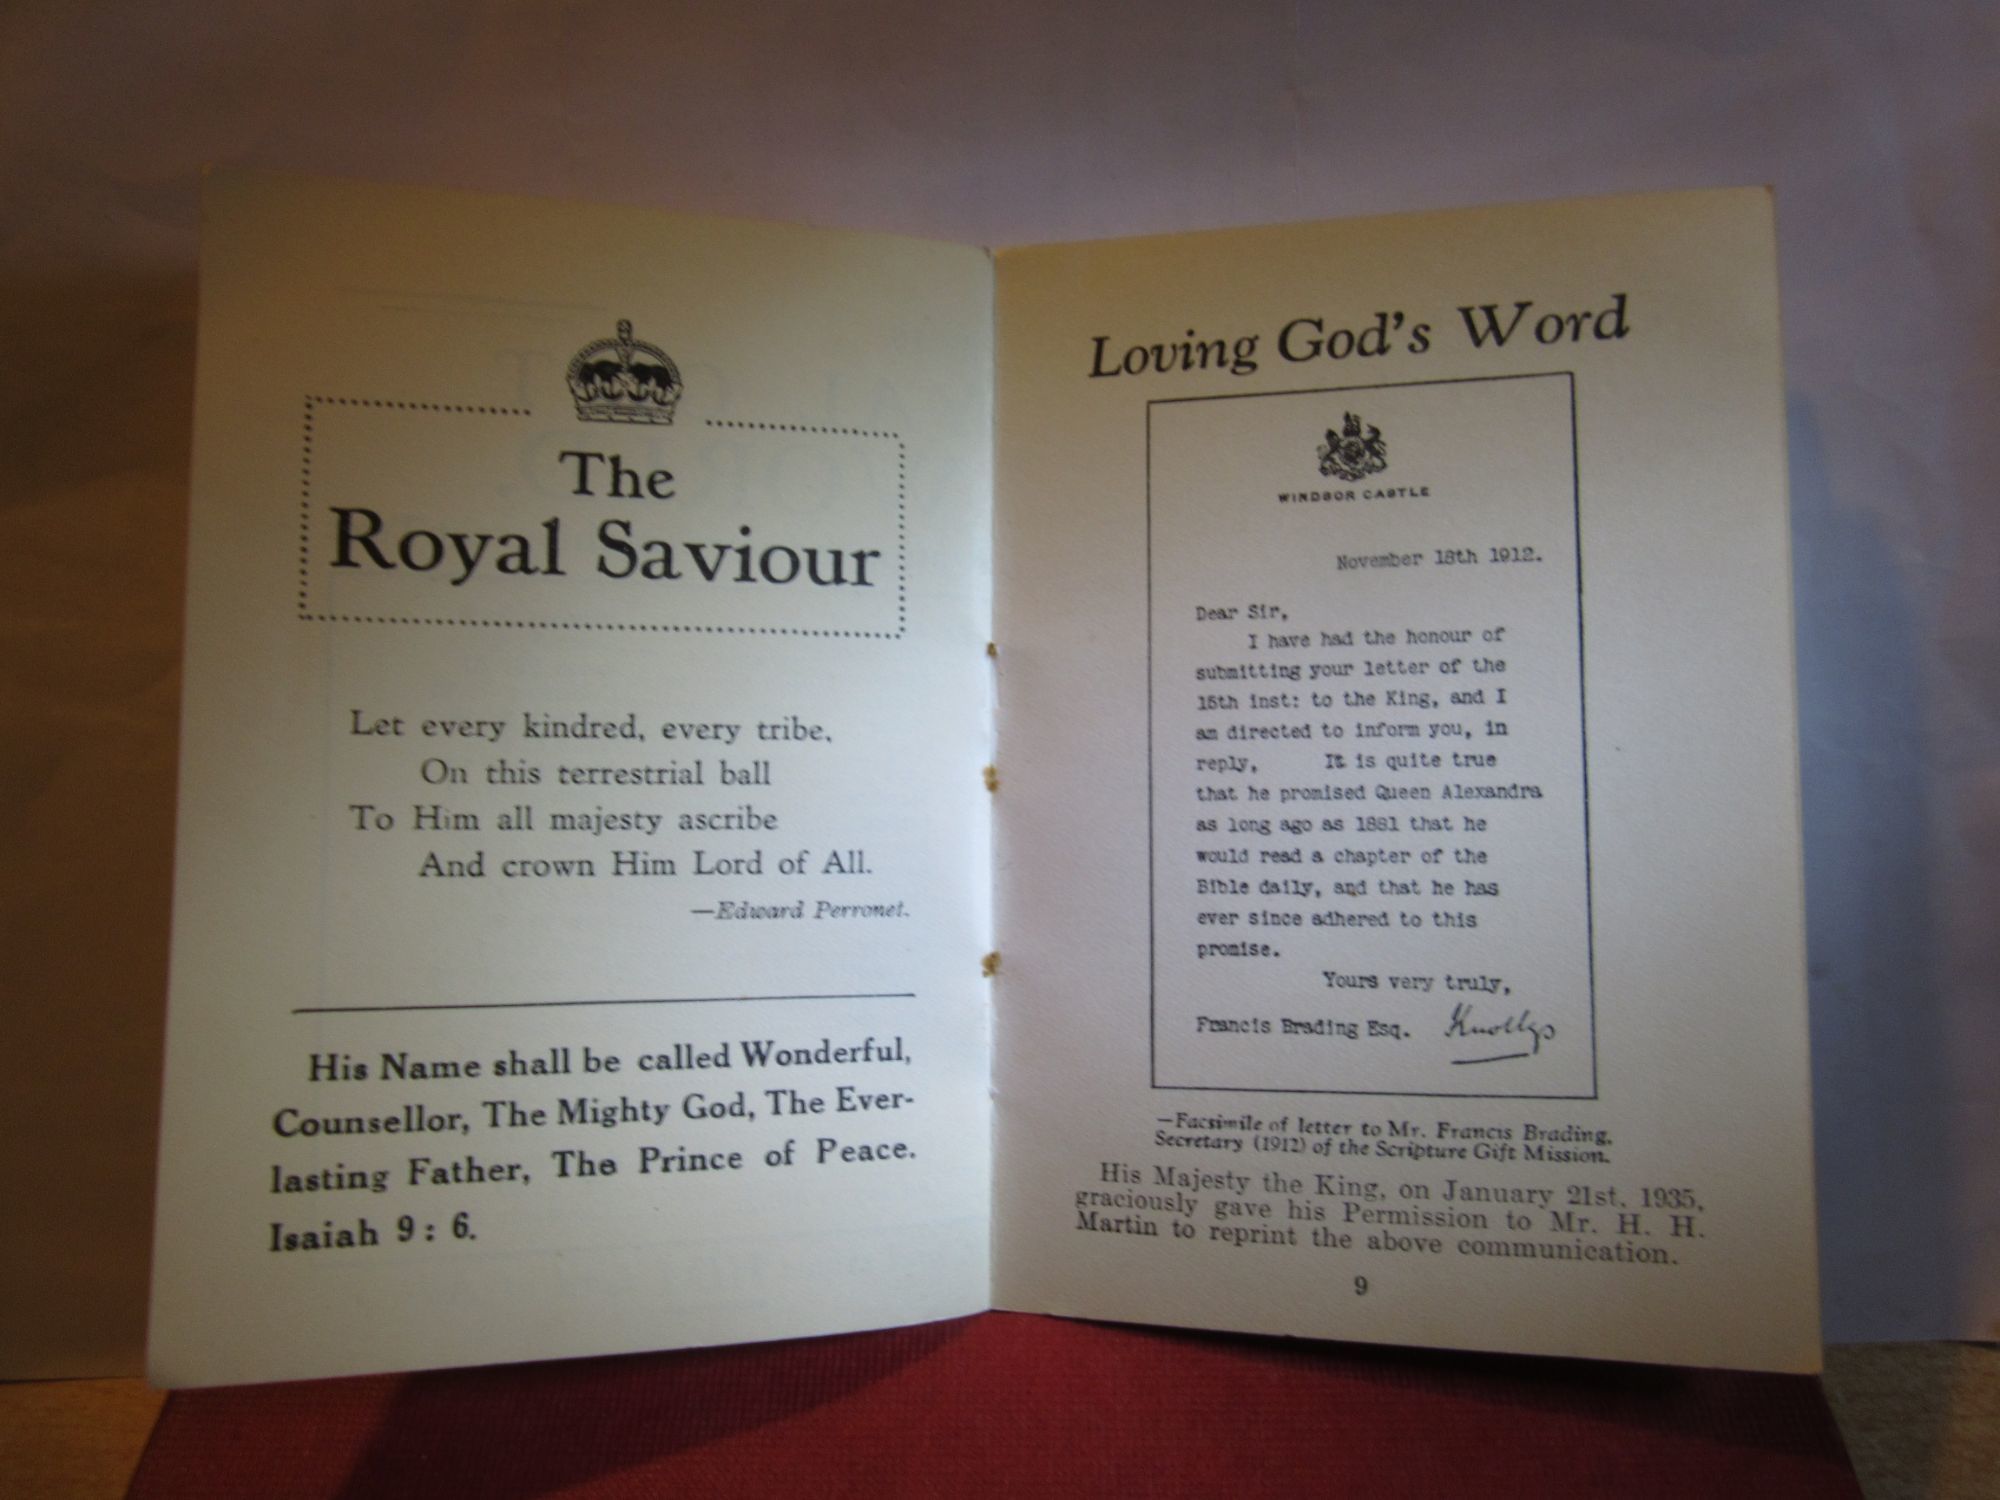 The
Royal Saviour
Let every kindred, every tribe,
On this terrestrial ball
To Him all majesty ascribe
And crown Him Lord of All.
—Edward Perronet.
His Name shall be called Wonderful,
Counsellor, The Mighty God, The Ever-
lasting Father, The Prince of Peace.
Isaiah 9 : 6.
Loving God's Word
WINDSOR CASTLE
November 18th 1912.
Dear Sir,
I have had the honour of
submitting your letter of the
15th inst: to the King, and I
am directed to inform you, in
reply, It is quite true
that he promised Queen Alexandra
as long ago as 1881 that he
would read a chapter of the
Bible daily, and that he has
ever since adhered to this
promise.
Yours very truly,
Francis Brading Esq. Knollys
—Facsimile of letter to Mr. Francis Brading,
Secretary (1912) of the Scripture Gift Mission.
His Majesty the King, on January 21st, 1935,
graciously gave his Permission to Mr. H. H.
Martin to reprint the above communication.
9